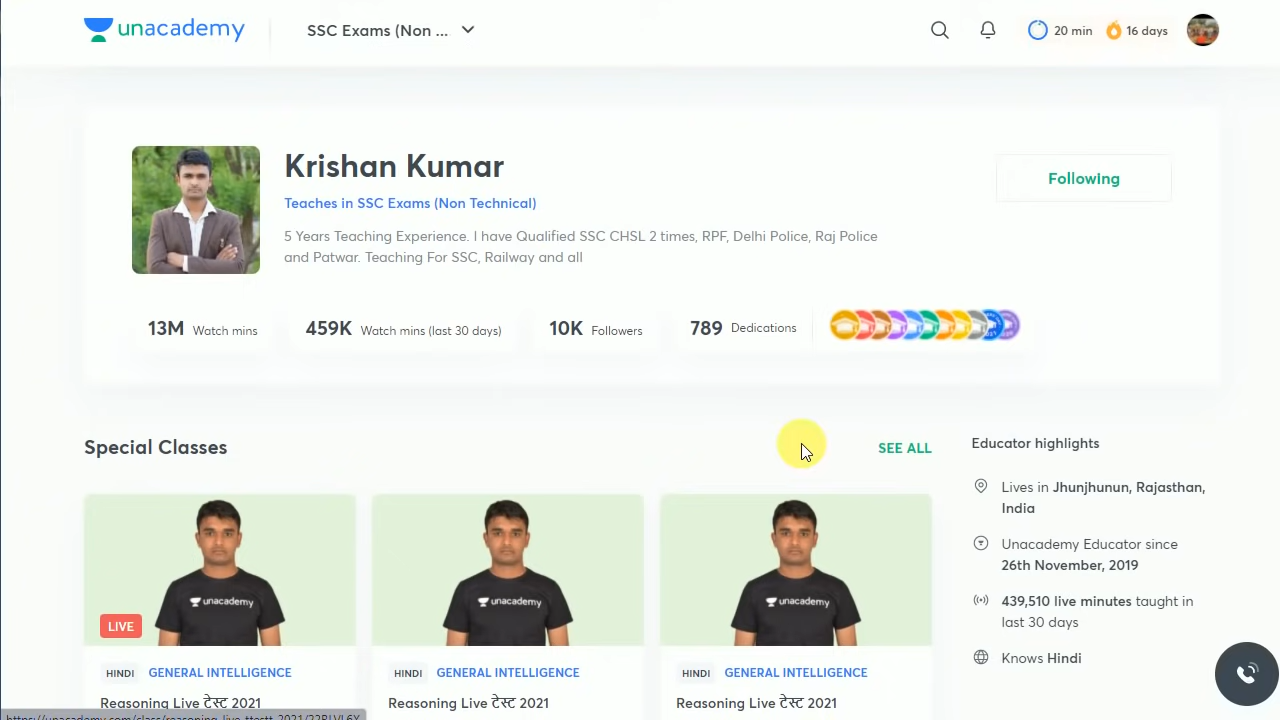 unacademy
SSC Exams (Non ...
20 min
16 days
Krishan Kumar
Following
Teaches in SSC Exams (Non Technical)
5 Years Teaching Experience. I have Qualified SSC CHSL 2 times, RPF, Delhi Police, Raj Police
and Patwar. Teaching For SSC, Railway and all
13M Watch mins
459K Watch mins (last 30 days)
10K Followers
789 Dedications
Special Classes
SEE ALL
unacademy
LIVE
HINDI GENERAL INTELLIGENCE
Reasoning Live टेस्ट 2021
unacademy
HINDI GENERAL INTELLIGENCE
Reasoning Live टेस्ट 2021
unacademy
HINDI GENERAL INTELLIGENCE
Reasoning Live टेस्ट 2021
Educator highlights
Lives in Jhunjhunun, Rajasthan,
India
Unacademy Educator since
26th November, 2019
439,510 live minutes taught in
last 30 days
Knows Hindi